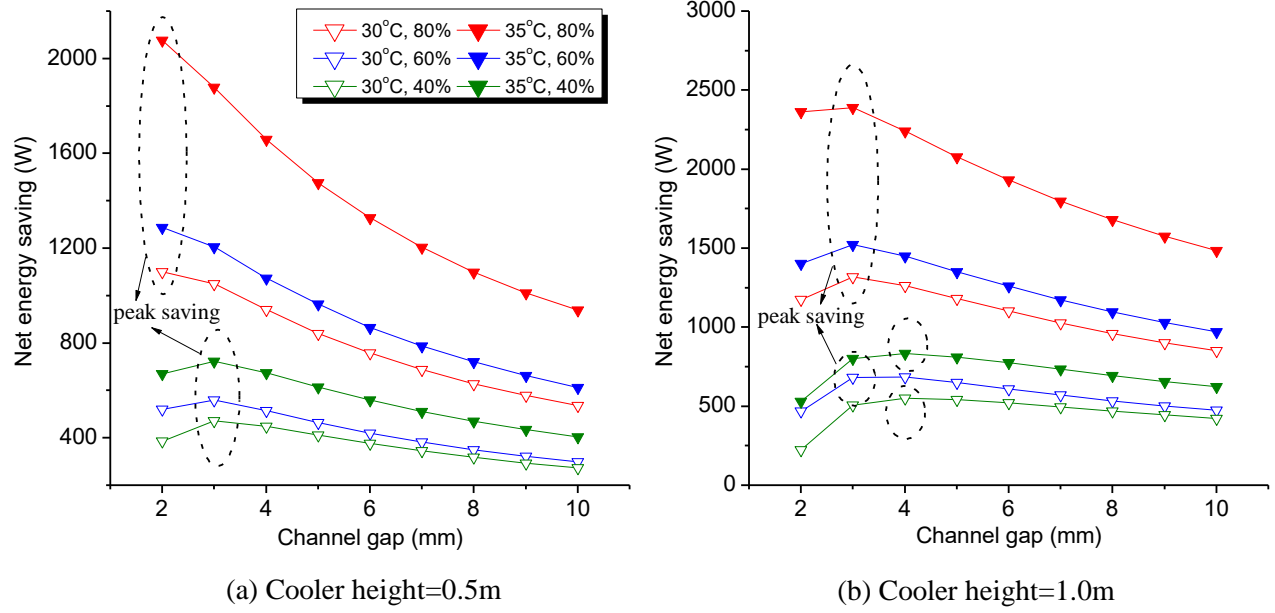 2000
1600
1200
800
400
Net energy saving (W)
30°C, 80% 35°C, 80%
30°C, 60% 35°C, 60%
30°C, 40% 35°C, 40%
peak saving
2 4 6 8 10
Channel gap (mm)
(a) Cooler height=0.5m
3000
2500
2000
1500
1000
500
0
Net energy saving (W)
peak saving
2 4 6 8 10
Channel gap (mm)
(b) Cooler height=1.0m